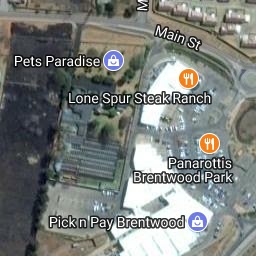 M
Main St
Pets Paradise
Lone Spur Steak Ranch
Panarottis
Brentwood Park
Pick n Pay Brentwood